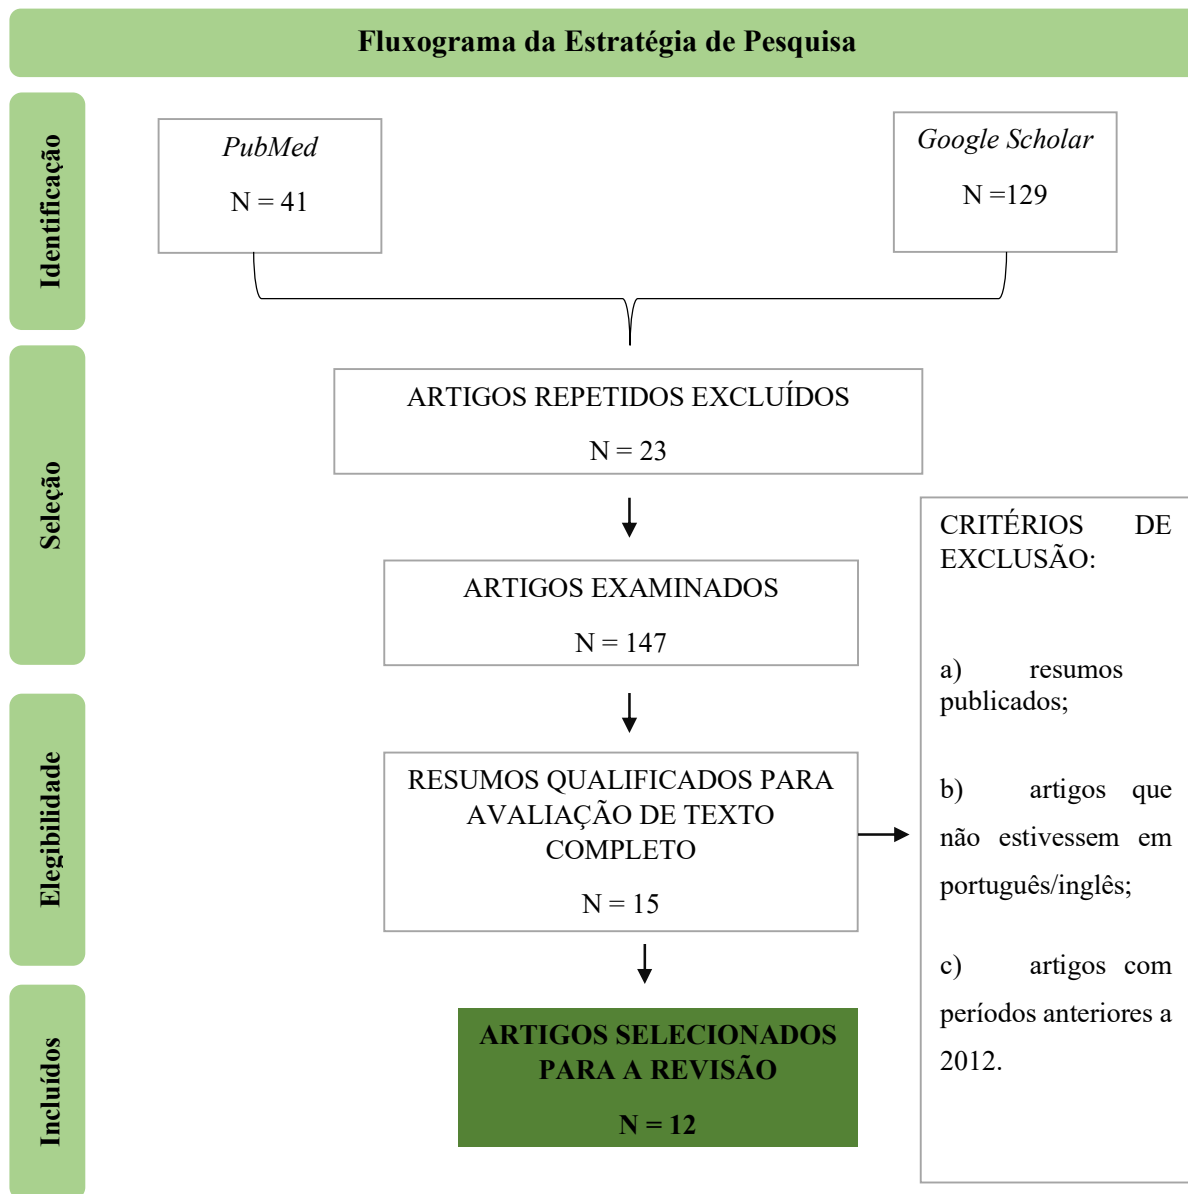 Fluxograma da Estratégia de Pesquisa
Identificação
PubMed
N = 41
Google Scholar
N =129
Seleção
ARTIGOS REPETIDOS EXCLUÍDOS
N = 23
ARTIGOS EXAMINADOS
N = 147
Elegibilidade
RESUMOS QUALIFICADOS PARA
AVALIAÇÃO DE TEXTO
COMPLETO
N = 15
CRITÉRIOS DE
EXCLUSÃO:
a) resumos
publicados;
b) artigos que
não estivessem em
português/inglês;
c) artigos com
períodos anteriores a
2012.
Incluídos
ARTIGOS SELECIONADOS
PARA A REVISÃO
N = 12